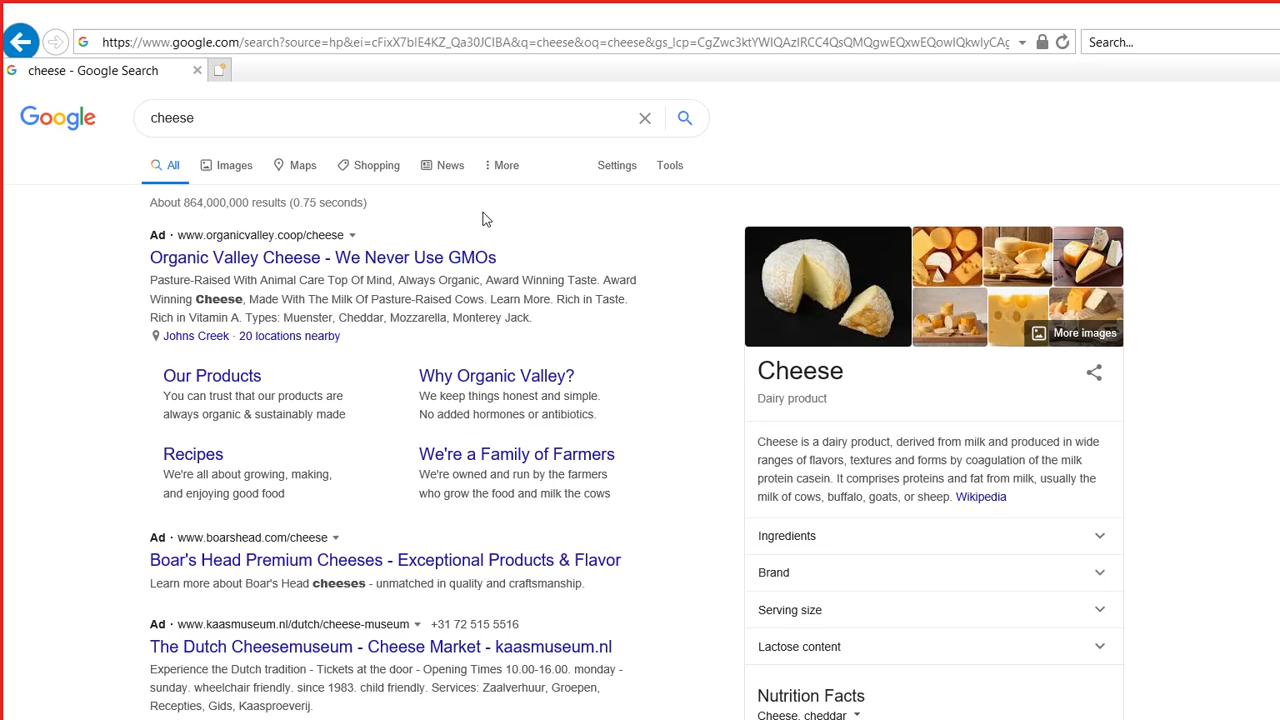 https://www.google.com/search?source=hp&ei=cFixX7blE4KZ_Qa30JCIBA&q=cheese&oq=cheese&gs_lcp=CgZwc3ktYWIQAzIRCC4QsQMQgwEQxwEQowIQkwIyCAg
Search...
cheese - Google Search
Google
cheese
All Images Maps Shopping News More Settings Tools
About 864,000,000 results (0.75 seconds)
Ad · www.organicvalley.coop/cheese
Organic Valley Cheese - We Never Use GMOs
Pasture-Raised With Animal Care Top Of Mind, Always Organic, Award Winning Taste. Award
Winning Cheese, Made With The Milk Of Pasture-Raised Cows. Learn More. Rich in Taste.
Rich in Vitamin A. Types: Muenster, Cheddar, Mozzarella, Monterey Jack.
Johns Creek · 20 locations nearby
Our Products
You can trust that our products are
always organic & sustainably made
Why Organic Valley?
We keep things honest and simple.
No added hormones or antibiotics.
Recipes
We're all about growing, making,
and enjoying good food
We're a Family of Farmers
We're owned and run by the farmers
who grow the food and milk the cows
Ad · www.boarshead.com/cheese
Boar's Head Premium Cheeses - Exceptional Products & Flavor
Learn more about Boar's Head cheeses - unmatched in quality and craftsmanship.
Ad · www.kaasmuseum.nl/dutch/cheese-museum +31 72 515 5516
The Dutch Cheesemuseum - Cheese Market - kaasmuseum.nl
Experience the Dutch tradition - Tickets at the door - Opening Times 10.00-16.00. monday -
sunday. wheelchair friendly. since 1983. child friendly. Services: Zaalverhuur, Groepen,
Recepties, Gids, Kaasproeverij.
More images
Cheese
Dairy product
Cheese is a dairy product, derived from milk and produced in wide
ranges of flavors, textures and forms by coagulation of the milk
protein casein. It comprises proteins and fat from milk, usually the
milk of cows, buffalo, goats, or sheep. Wikipedia
Ingredients
Brand
Serving size
Lactose content
Nutrition Facts
Cheese, cheddar